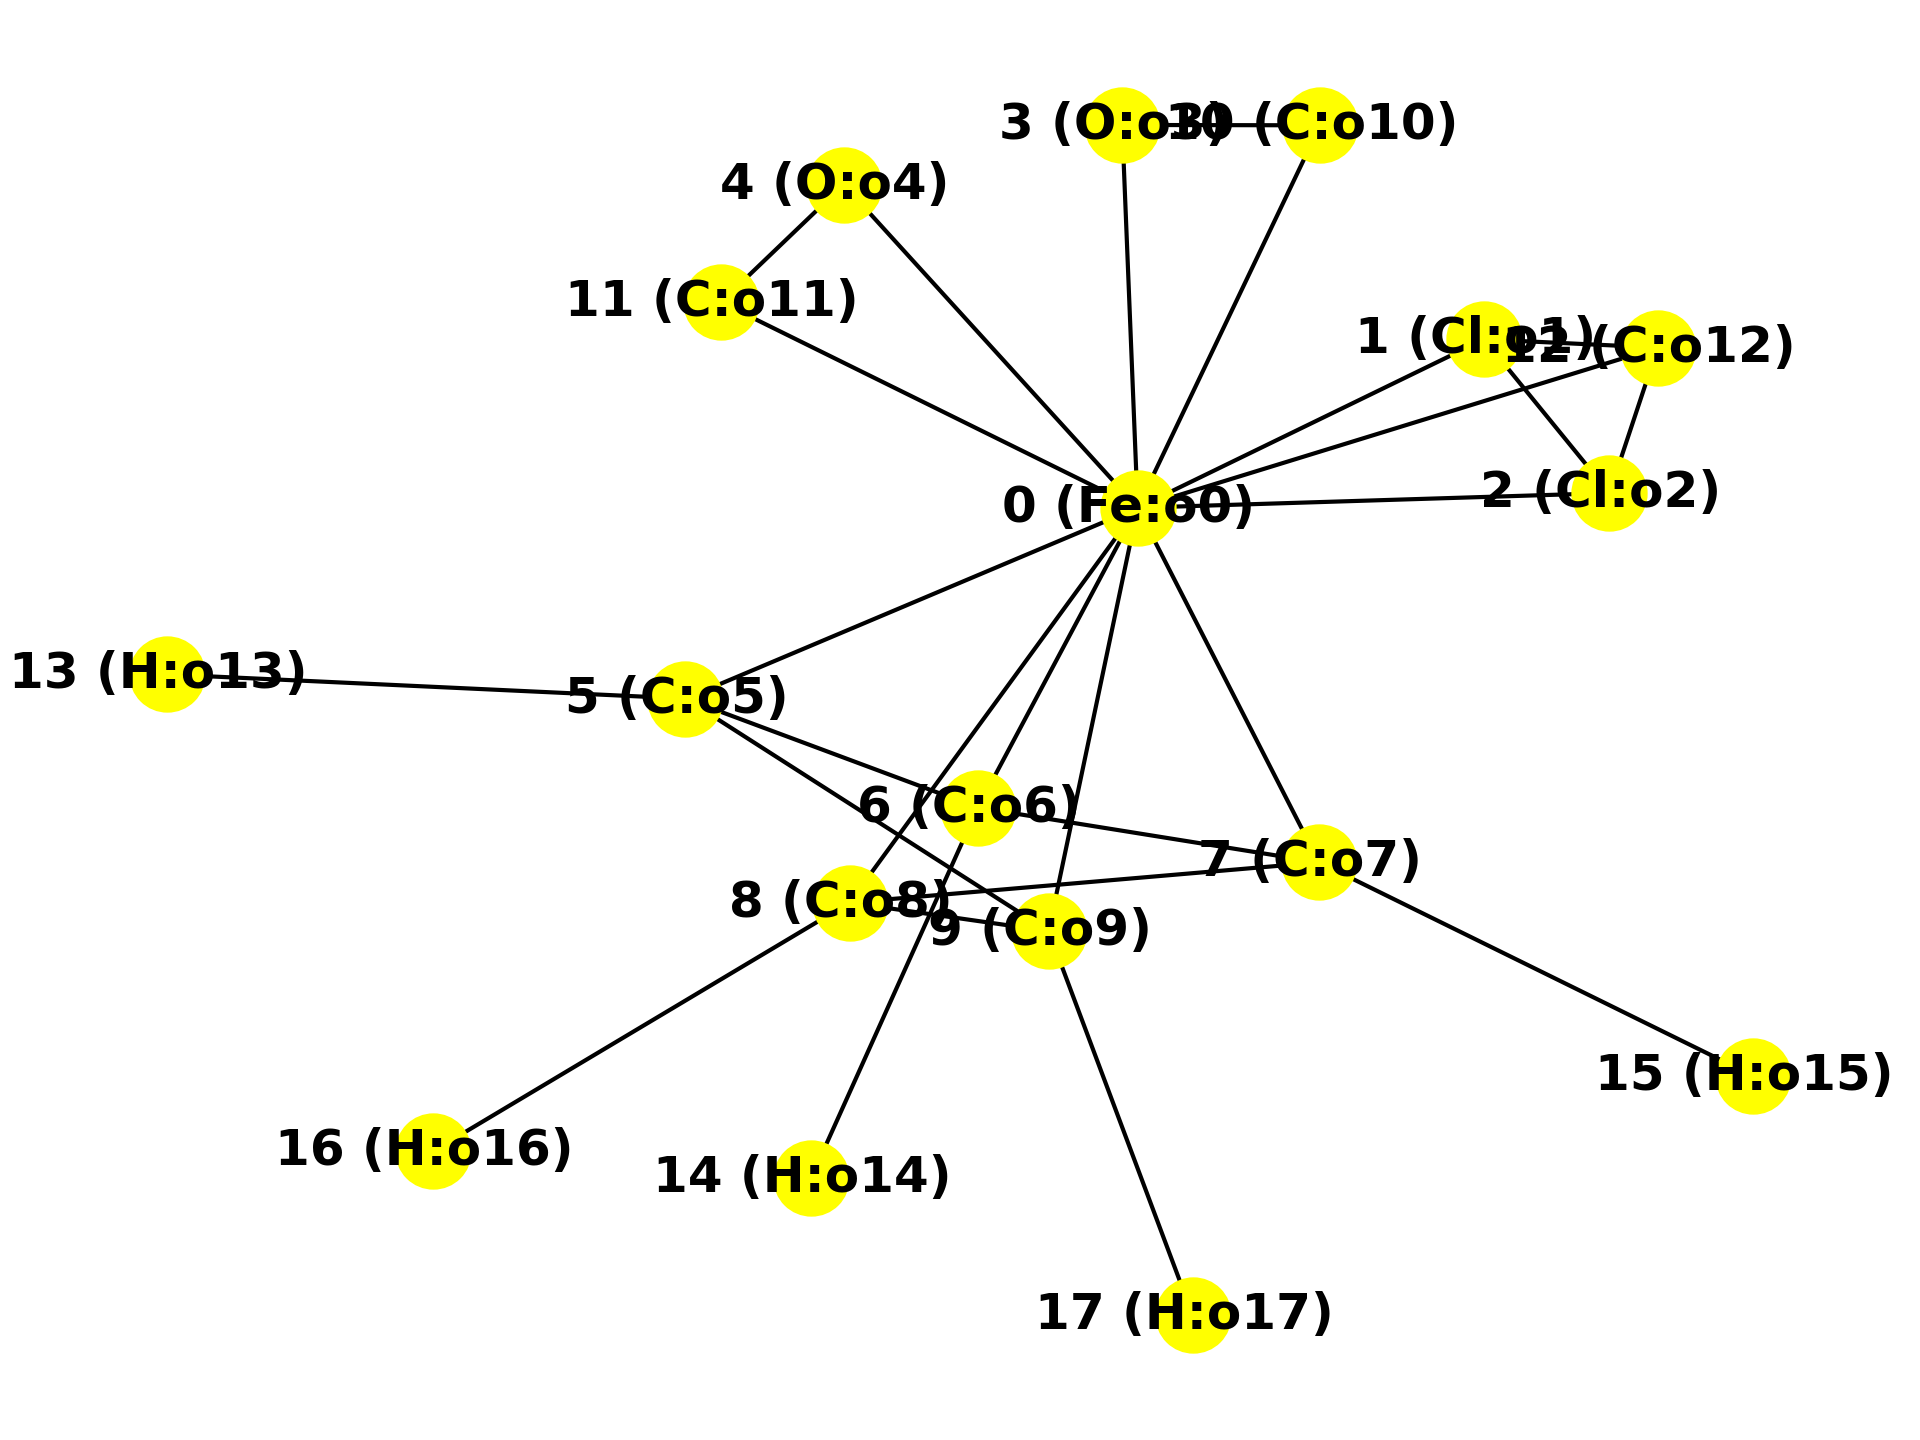 3 (O:o3)
10 (C:o10)
4 (O:o4)
11 (C:o11)
1 (Cl:o1)
12 (C:o12)
2 (Cl:o2)
0 (Fe:o0)
13 (H:o13)
5 (C:o5)
6 (C:o6)
7 (C:o7)
8 (C:o8)
9 (C:o9)
15 (H:o15)
16 (H:o16)
14 (H:o14)
17 (H:o17)